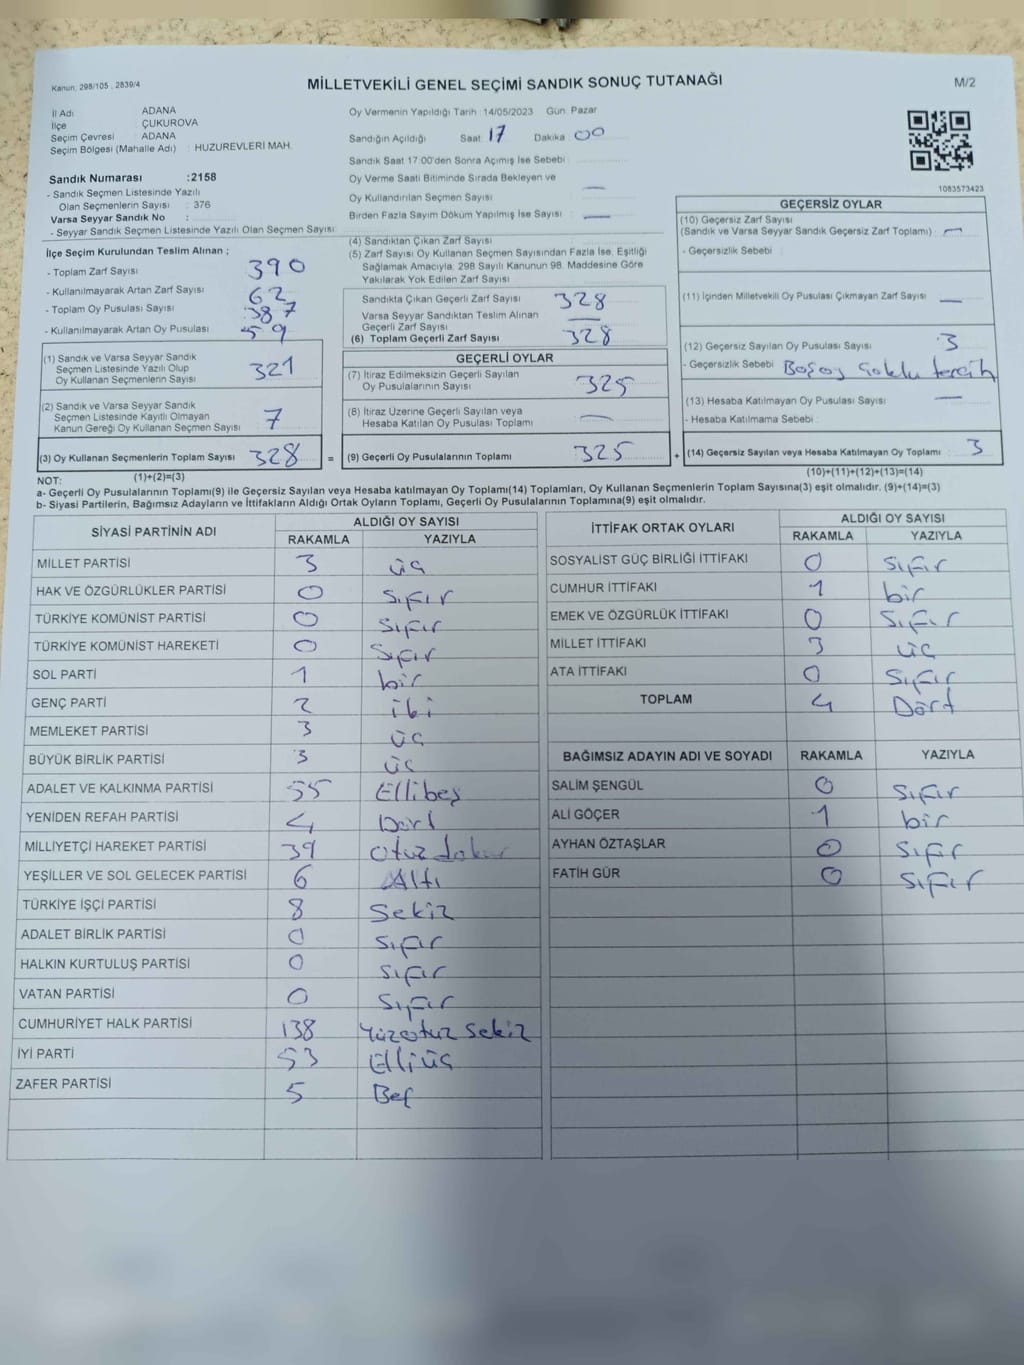 Kanun, 298/105 , 2839/4
MİLLETVEKİLİ GENEL SEÇİMİ SANDIK SONUÇ TUTANAĞI
M/2
İl Adı : ADANA
İlçe : ÇUKUROVA
Seçim Çevresi : ADANA
Seçim Bölgesi (Mahalle Adı) : HUZUREVLERİ MAH.
Sandık Numarası :2158
- Sandık Seçmen Listesinde Yazılı
Olan Seçmenlerin Sayısı : 376
Varsa Seyyar Sandık No :
- Seyyar Sandık Seçmen Listesinde Yazılı Olan Seçmen Sayısı:
Oy Vermenin Yapıldığı Tarih 14/05/2023 Gün: Pazar
Sandığın Açıldığı Saat 17 Dakika 00
Sandık Saat 17:00'den Sonra Açımış İse Sebebi
Oy Verme Saati Bitiminde Sırada Bekleyen ve
Oy Kullandırılan Seçmen Sayısı —
Birden Fazla Sayım Döküm Yapılmış İse Sayısı —
1083573423
İlçe Seçim Kurulundan Teslim Alınan ;
- Toplam Zarf Sayısı 390
- Kullanılmayarak Artan Zarf Sayısı 62
- Toplam Oy Pusulası Sayısı 387
- Kullanılmayarak Artan Oy Pusulası 59
(1) Sandık ve Varsa Seyyar Sandık
Seçmen Listesinde Yazılı Olup
Oy Kullanan Seçmenlerin Sayısı 321
(2) Sandık ve Varsa Seyyar Sandık
Seçmen Listesinde Kayıtlı Olmayan
Kanun Gereği Oy Kullanan Seçmen Sayısı 7
(3) Oy Kullanan Seçmenlerin Toplam Sayısı 328 =
(1)+(2)=(3)
(4) Sandıktan Çıkan Zarf Sayısı
(5) Zarf Sayısı Oy Kullanan Seçmen Sayısından Fazla İse, Eşitliği
Sağlamak Amacıyla, 298 Sayılı Kanunun 98. Maddesine Göre
Yakılarak Yok Edilen Zarf Sayısı
Sandıkta Çıkan Geçerli Zarf Sayısı 328
Varsa Seyyar Sandıktan Teslim Alınan
Geçerli Zarf Sayısı —
(6) Toplam Geçerli Zarf Sayısı 328
GEÇERLİ OYLAR
(7) İtiraz Edilmeksizin Geçerli Sayılan
Oy Pusulalarının Sayısı 325
(8) İtiraz Üzerine Geçerli Sayılan veya
Hesaba Katılan Oy Pusulası Toplamı —
(9) Geçerli Oy Pusulalarının Toplamı 325 +
GEÇERSİZ OYLAR
(10) Geçersiz Zarf Sayısı
(Sandık ve Varsa Seyyar Sandık Geçersiz Zarf Toplamı) —
- Geçersizlik Sebebi :
(11) İçinden Milletvekili Oy Pusulası Çıkmayan Zarf Sayısı —
(12) Geçersiz Sayılan Oy Pusulası Sayısı 3
- Geçersizlik Sebebi çoklu tercih
(13) Hesaba Katılmayan Oy Pusulası Sayısı —
- Hesaba Katılmama Sebebi :
(14) Geçersiz Sayılan veya Hesaba Katılmayan Oy Toplamı 3
(10)+(11)+(12)+(13)=(14)
NOT:
a- Geçerli Oy Pusulalarının Toplamı(9) ile Geçersiz Sayılan veya Hesaba katılmayan Oy Toplamı(14) Toplamları, Oy Kullanan Seçmenlerin Toplam Sayısına(3) eşit olmalıdır. (9)+(14)=(3)
b- Siyasi Partilerin, Bağımsız Adayların ve İttifakların Aldığı Ortak Oyların Toplamı, Geçerli Oy Pusulalarının Toplamına(9) eşit olmalıdır.
SİYASİ PARTİNİN ADI ALDIĞI OY SAYISI
RAKAMLA YAZIYLA
MİLLET PARTİSİ 3 üç
HAK VE ÖZGÜRLÜKLER PARTİSİ 0 sıfır
TÜRKİYE KOMÜNİST PARTİSİ 0 sıfır
TÜRKİYE KOMÜNİST HAREKETİ 0 sıfır
SOL PARTİ 1 bir
GENÇ PARTİ 2 iki
MEMLEKET PARTİSİ 3 üç
BÜYÜK BİRLİK PARTİSİ 3 üç
ADALET VE KALKINMA PARTİSİ 55 Ellibeş
YENİDEN REFAH PARTİSİ 4 Dört
MİLLİYETÇİ HAREKET PARTİSİ 39 otuz dokuz
YEŞİLLER VE SOL GELECEK PARTİSİ 6 Altı
TÜRKİYE İŞÇİ PARTİSİ 8 Sekiz
ADALET BİRLİK PARTİSİ 0 sıfır
HALKIN KURTULUŞ PARTİSİ 0 sıfır
VATAN PARTİSİ 0 sıfır
CUMHURİYET HALK PARTİSİ 138 Yüzotuz sekiz
İYİ PARTİ 53 Elliüç
ZAFER PARTİSİ 5 Beş
İTTİFAK ORTAK OYLARI ALDIĞI OY SAYISI
RAKAMLA YAZIYLA
SOSYALİST GÜÇ BİRLİĞİ İTTİFAKI 0 sıfır
CUMHUR İTTİFAKI 1 bir
EMEK VE ÖZGÜRLÜK İTTİFAKI 0 sıfır
MİLLET İTTİFAKI 3 üç
ATA İTTİFAKI 0 sıfır
TOPLAM 4 Dört
BAĞIMSIZ ADAYIN ADI VE SOYADI RAKAMLA YAZIYLA
SALİM ŞENGÜL 0 sıfır
ALİ GÖÇER 1 bir
AYHAN ÖZTAŞLAR 0 sıfır
FATİH GÜR 0 sıfır